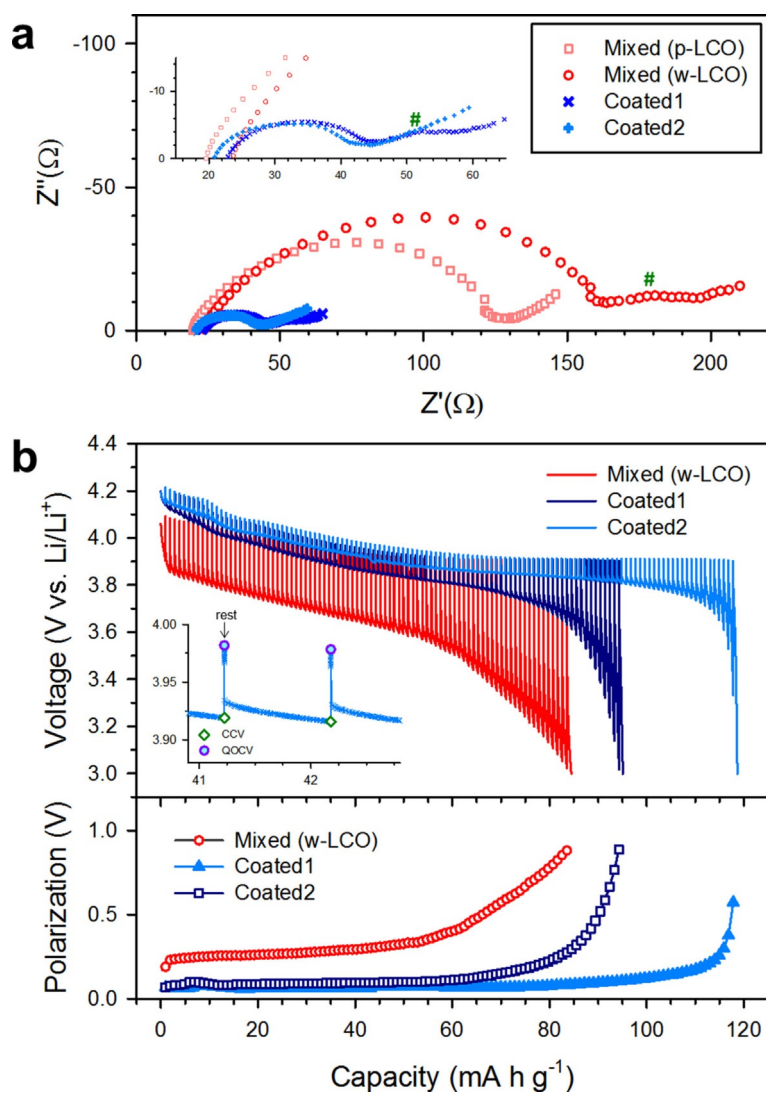 a
-100
-50
0
Z''(Ω)
Mixed (p-LCO)
Mixed (w-LCO)
Coated1
Coated2
-10
0
20
30
40
50
60
#
#
0
50
100
150
200
Z'(Ω)
b
4.4
4.2
4.0
3.8
3.6
3.4
3.2
3.0
Voltage (V vs. Li/Li⁺)
Mixed (w-LCO)
Coated1
Coated2
rest
4.00
3.95
3.90
CCV
QOCV
41
42
1.0
0.5
0.0
Polarization (V)
Mixed (w-LCO)
Coated1
Coated2
0
20
40
60
80
100
120
Capacity (mA h g⁻¹)